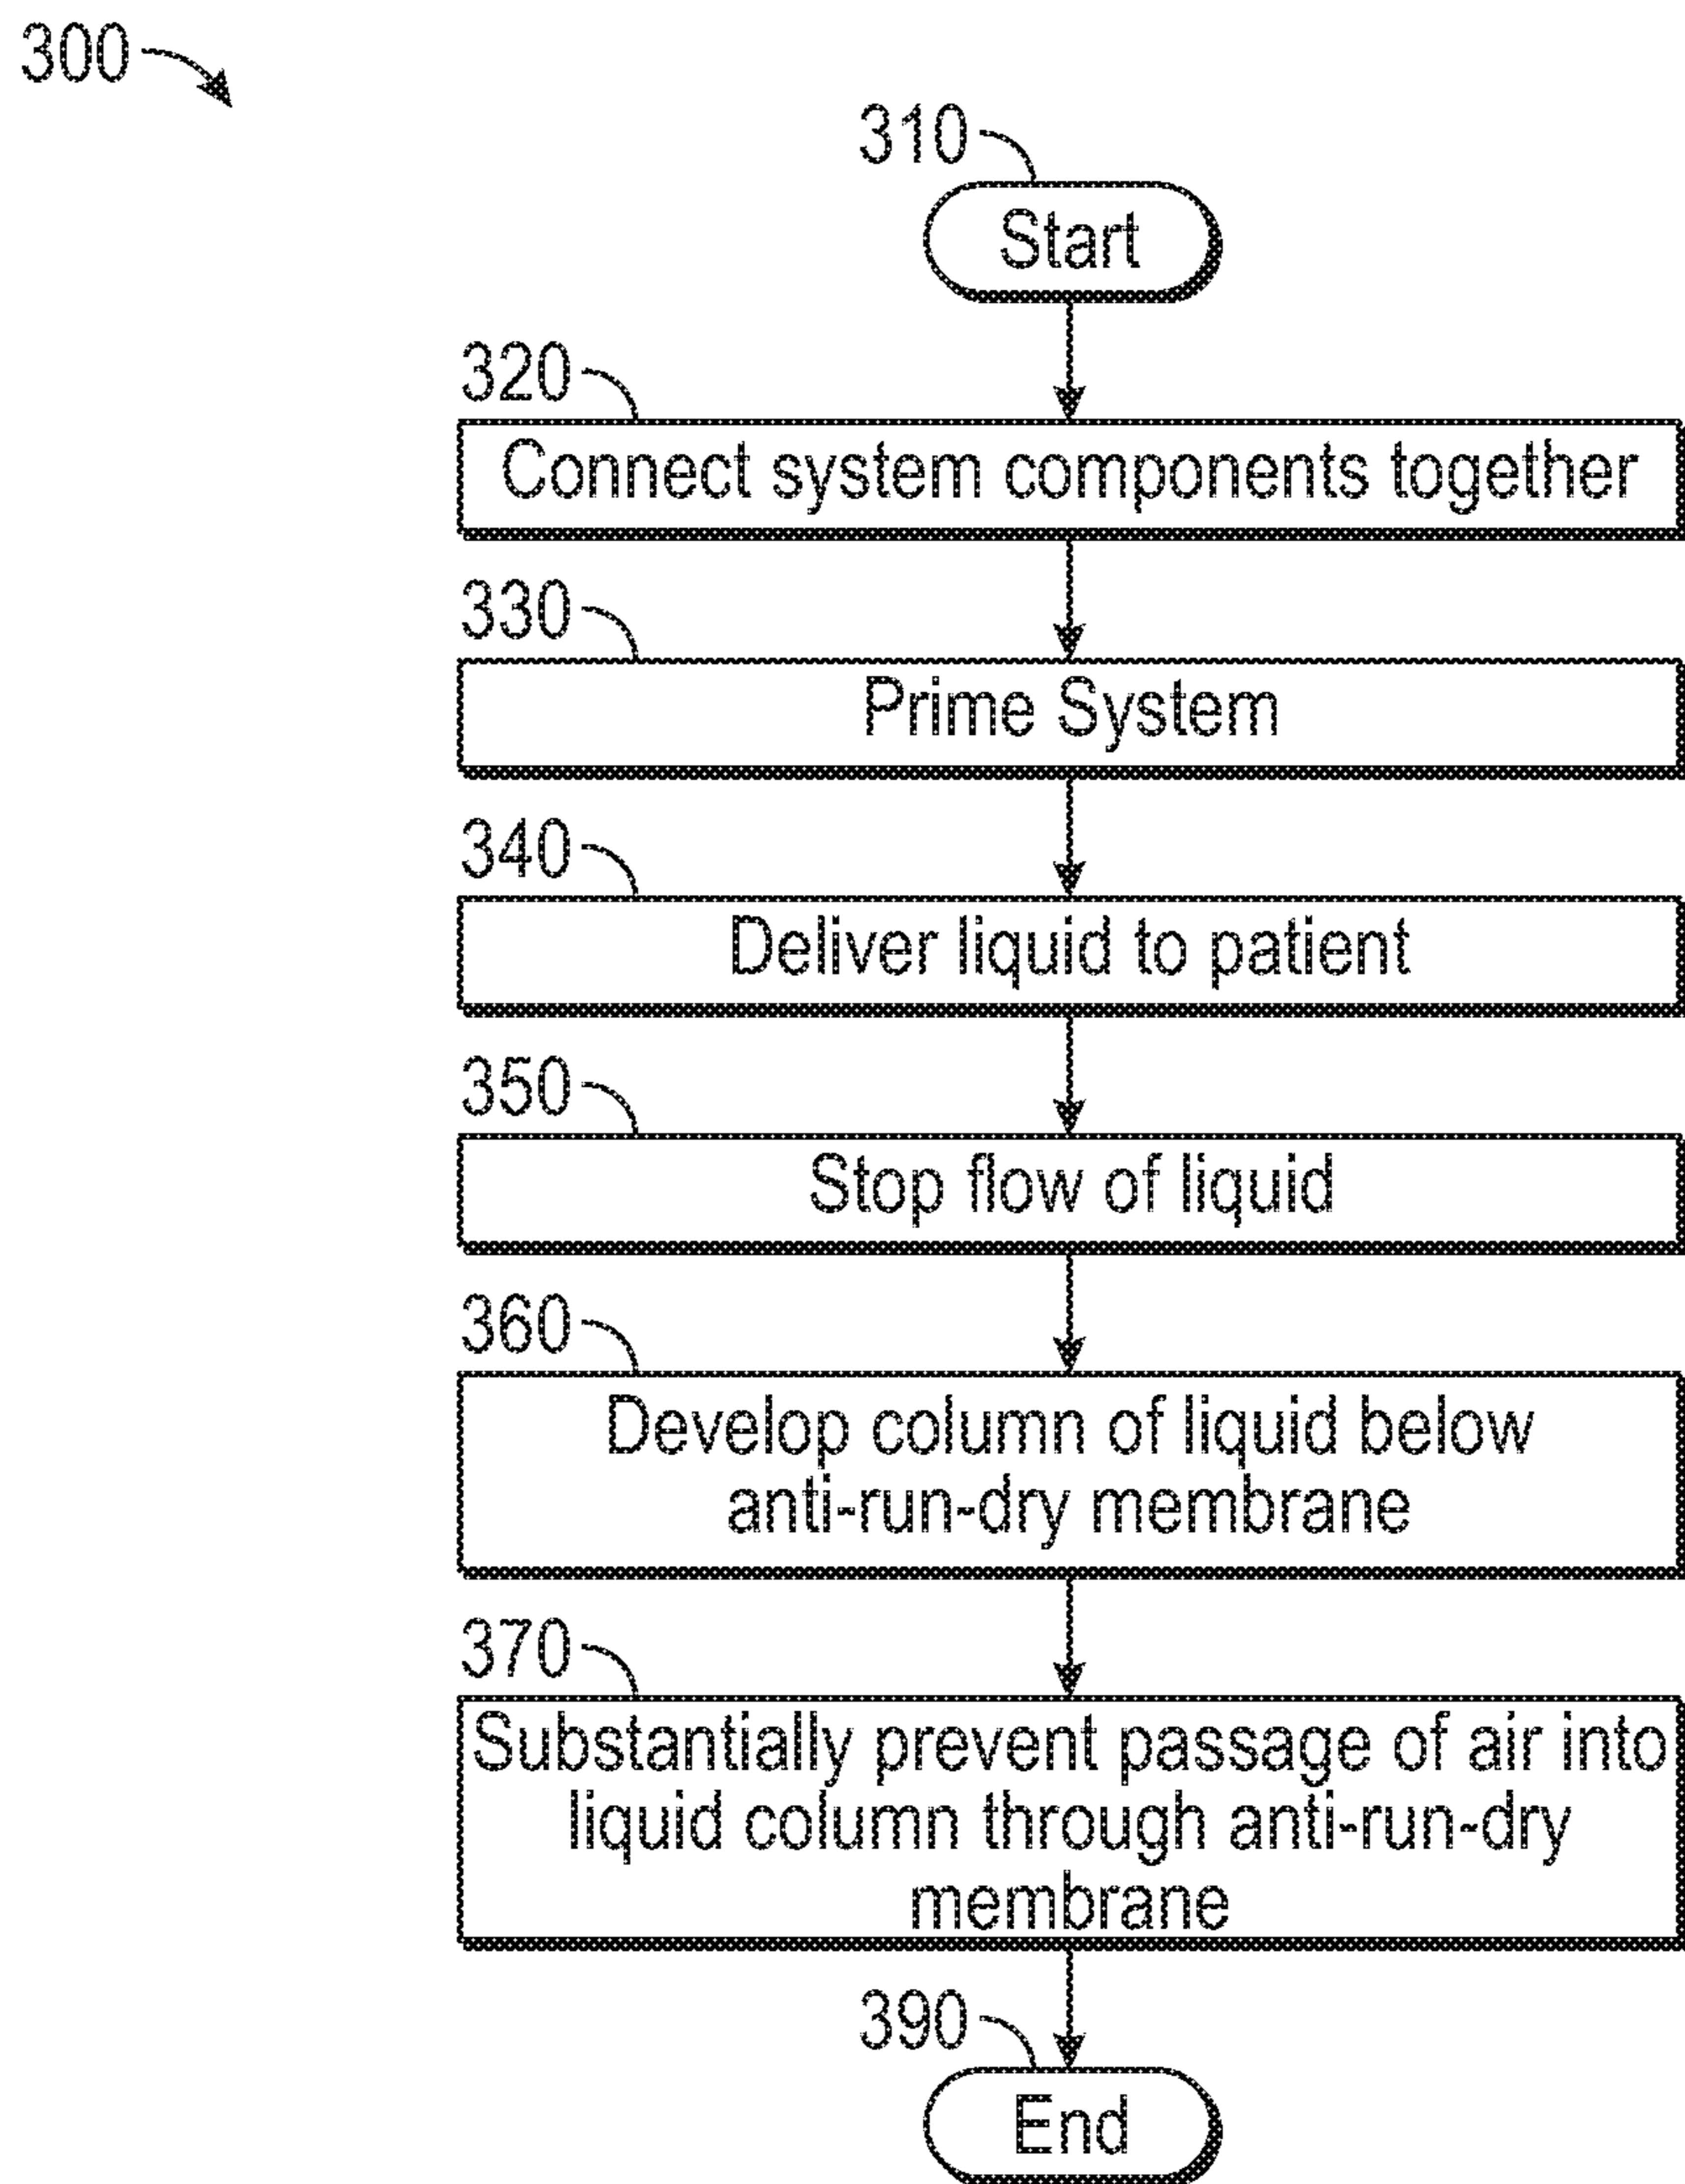 300
310
Start
320
Connect system components together
330
Prime System
340
Deliver liquid to patient
350
Stop flow of liquid
360
Develop column of liquid below
anti-run-dry membrane
370
Substantially prevent passage of air into
liquid column through anti-run-dry
membrane
390
End